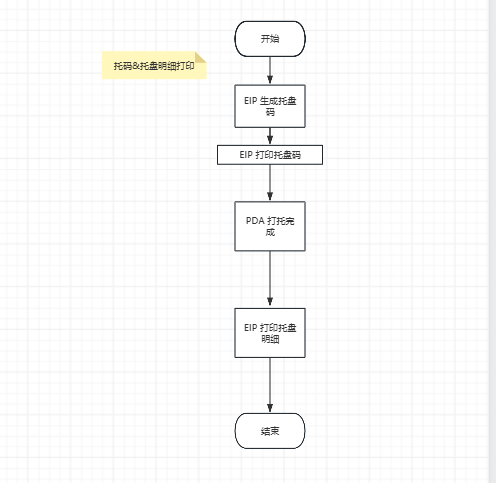 开始
托码&托盘明细打印
EIP 生成托盘
码
EIP 打印托盘码
PDA 打托完
成
EIP 打印托盘
明细
结束